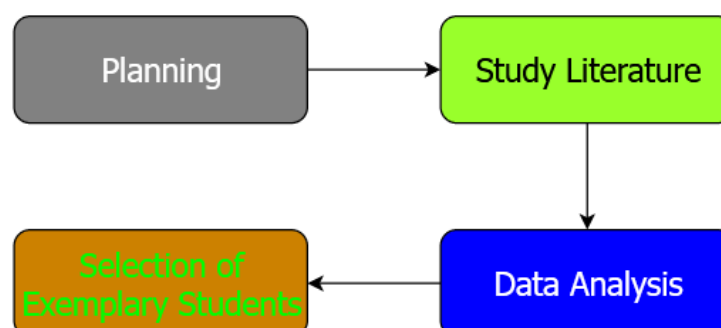 Planning
Study Literature
Data Analysis
Selection of
Exemplary Students